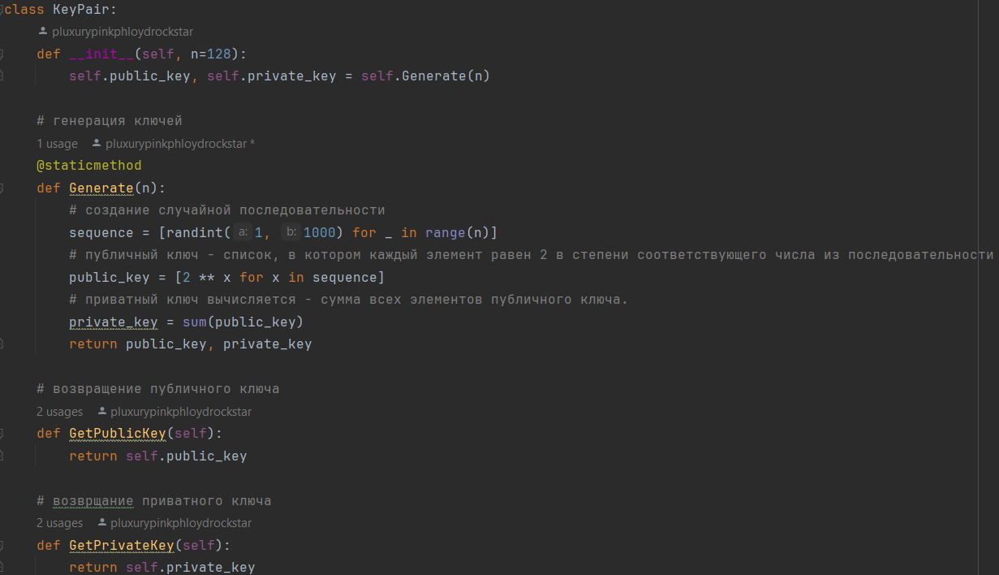 class KeyPair:
pluxurypinkphloydrockstar
def __init__(self, n=128):
self.public_key, self.private_key = self.Generate(n)
# генерация ключей
1 usage pluxurypinkphloydrockstar *
@staticmethod
def Generate(n):
# создание случайной последовательности
sequence = [randint( a: 1, b: 1000) for _ in range(n)]
# публичный ключ - список, в котором каждый элемент равен 2 в степени соответствующего числа из последовательности
public_key = [2 ** x for x in sequence]
# приватный ключ вычисляется - сумма всех элементов публичного ключа.
private_key = sum(public_key)
return public_key, private_key
# возвращение публичного ключа
2 usages pluxurypinkphloydrockstar
def GetPublicKey(self):
return self.public_key
# возврщание приватного ключа
2 usages pluxurypinkphloydrockstar
def GetPrivateKey(self):
return self.private_key